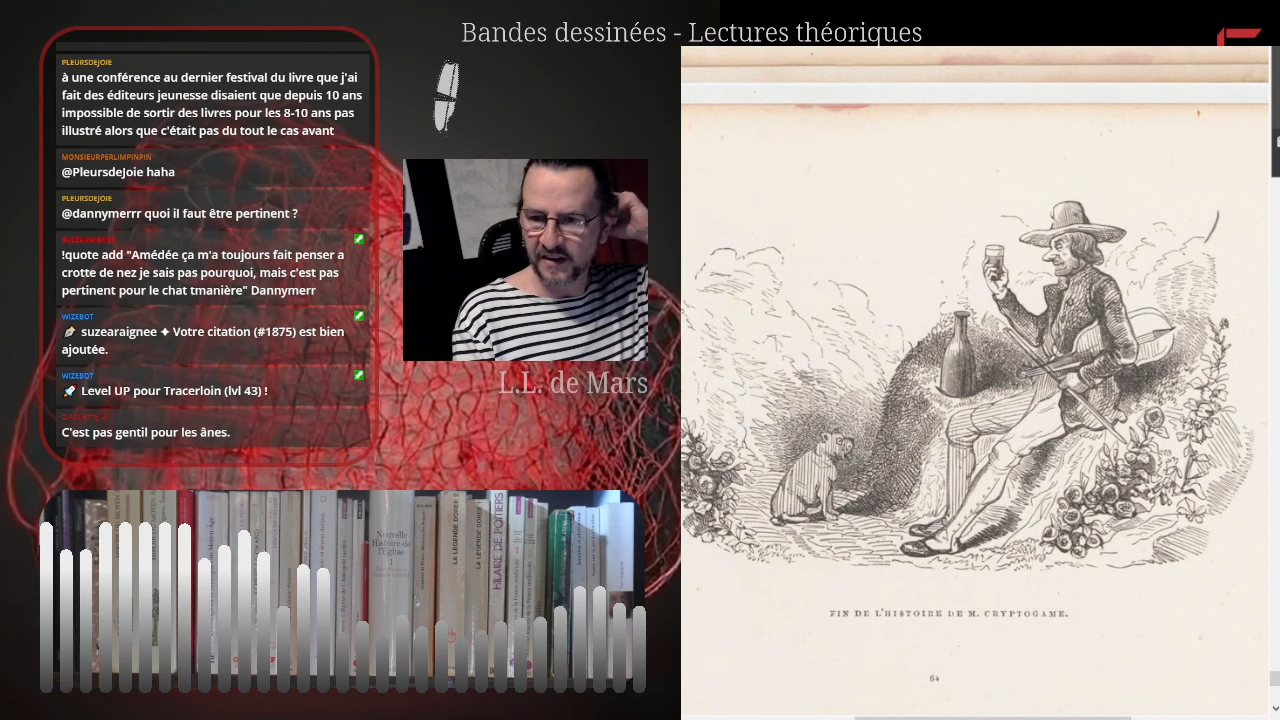 Bandes dessinées - Lectures théoriques
PLEURSDEJOIE
à une conférence au dernier festival du livre que j'ai
fait des éditeurs jeunesse disaient que depuis 10 ans
impossible de sortir des livres pour les 8-10 ans pas
illustré alors que c'était pas du tout le cas avant
MONSIEURPERLIMPINPIN
@PleursdeJoie haha
PLEURSDEJOIE
@dannymerrr quoi il faut être pertinent ?
SUZEARAIGNEE
!quote add "Amédée ça m'a toujours fait penser a
crotte de nez je sais pas pourquoi, mais c'est pas
pertinent pour le chat tmanière" Dannymerr
WIZEBOT
suzearaignee ✦ Votre citation (#1875) est bien
ajoutée.
WIZEBOT
Level UP pour Tracerloin (lvl 43) !
C'est pas gentil pour les ânes.
L.L. de Mars
Nouvelle
Histoire de
l'Eglise
1
LA LÉGENDE DORÉE
LA LÉGENDE DORÉE
HILAIRE DE POITIERS
FIN DE L'HISTOIRE DE M. CRYPTOGAME.
64